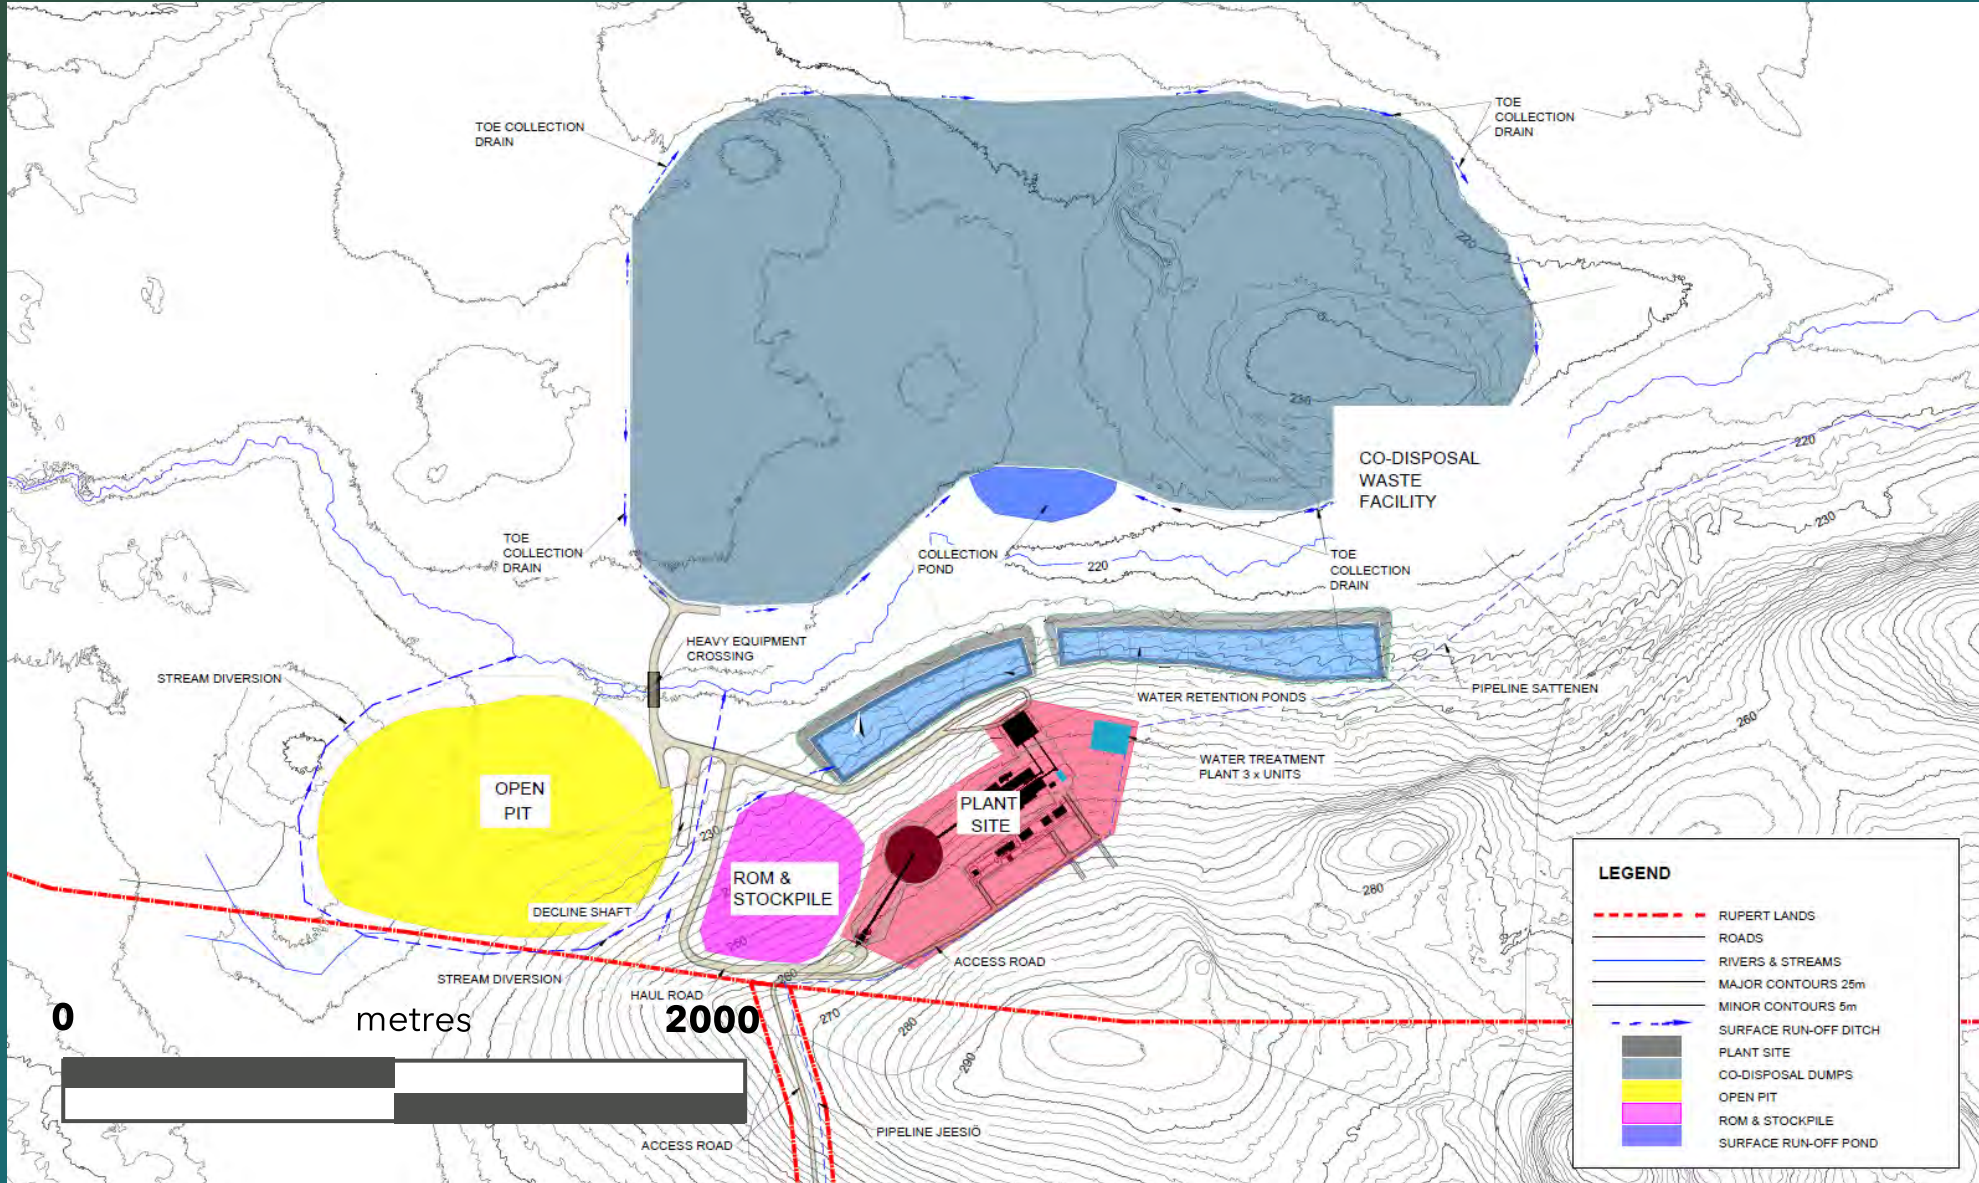 220
TOE COLLECTION
DRAIN
TOE
COLLECTION
DRAIN
220
230
220
CO-DISPOSAL
WASTE
FACILITY
230
TOE
COLLECTION
DRAIN
COLLECTION
POND
220
TOE
COLLECTION
DRAIN
HEAVY EQUIPMENT
CROSSING
STREAM DIVERSION
WATER RETENTION PONDS
PIPELINE SATTENEN
260
WATER TREATMENT
PLANT 3 x UNITS
OPEN
PIT
PLANT
SITE
230
ROM &
STOCKPILE
280
DECLINE SHAFT
260
ACCESS ROAD
STREAM DIVERSION
260
HAUL ROAD
270
280
290
0
metres
2000
ACCESS ROAD
PIPELINE JEESIÖ
LEGEND
RUPERT LANDS
ROADS
RIVERS & STREAMS
MAJOR CONTOURS 25m
MINOR CONTOURS 5m
SURFACE RUN-OFF DITCH
PLANT SITE
CO-DISPOSAL DUMPS
OPEN PIT
ROM & STOCKPILE
SURFACE RUN-OFF POND